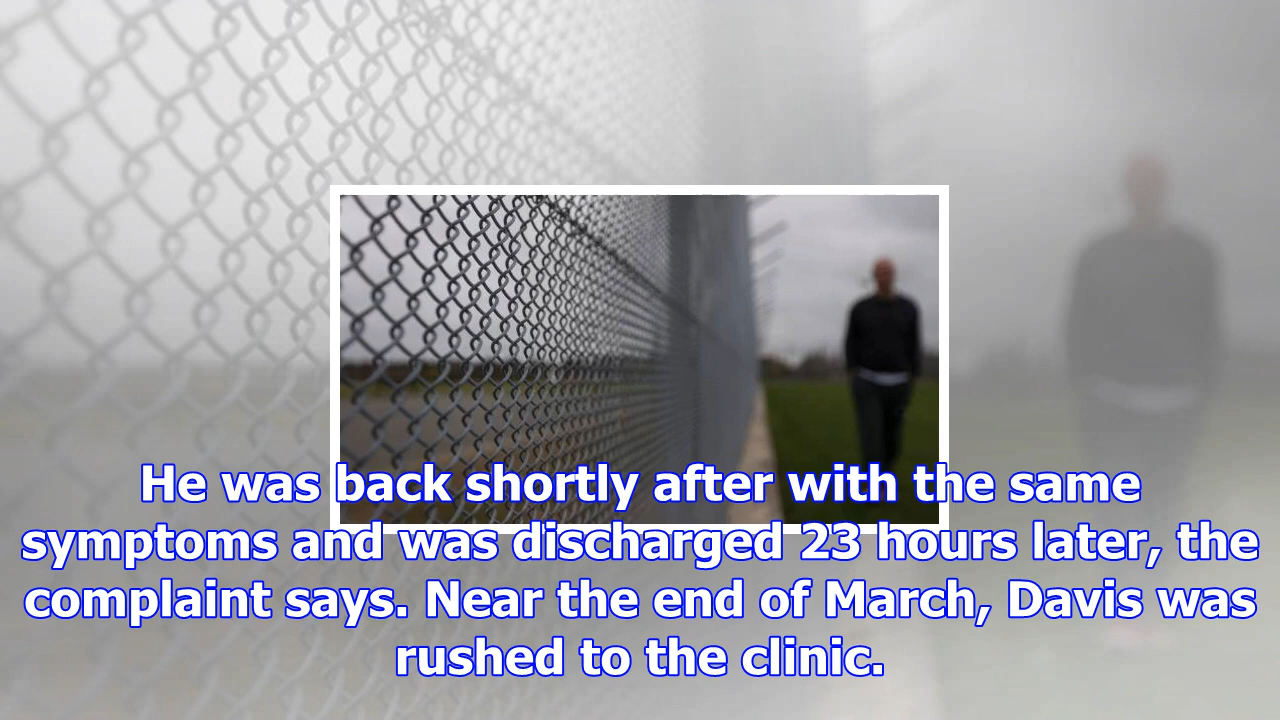 He was back shortly after with the same
symptoms and was discharged 23 hours later, the
complaint says. Near the end of March, Davis was
rushed to the clinic.